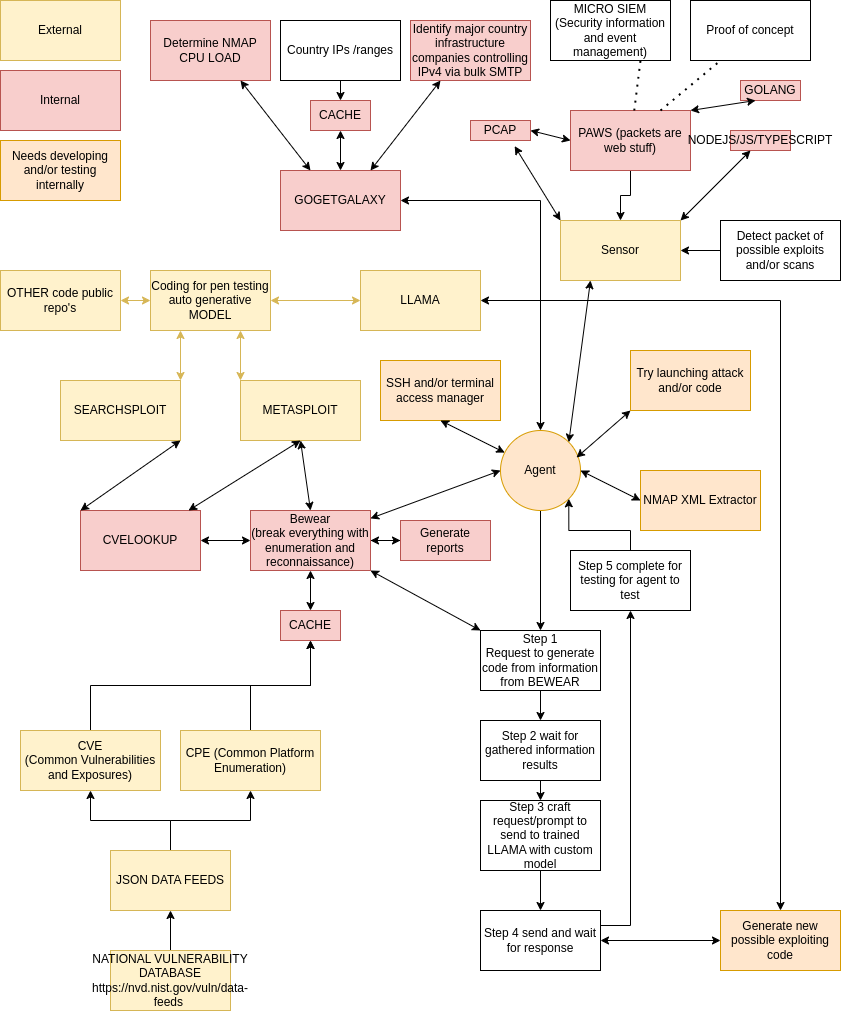 External
Internal
Needs developing
and/or testing
internally
Determine NMAP
CPU LOAD
Country IPs /ranges
Identify major country
infrastructure
companies controlling
IPv4 via bulk SMTP
MICRO SIEM
(Security information
and event
management)
Proof of concept
CACHE
GOLANG
PCAP
PAWS (packets are
web stuff)
NODEJS/JS/TYPESCRIPT
GOGETGALAXY
Sensor
Detect packet of
possible exploits
and/or scans
OTHER code public
repo's
Coding for pen testing
auto generative
MODEL
LLAMA
SEARCHSPLOIT
METASPLOIT
SSH and/or terminal
access manager
Try launching attack
and/or code
Agent
NMAP XML Extractor
CVELOOKUP
Bewear
(break everything with
enumeration and
reconnaissance)
Generate
reports
Step 5 complete for
testing for agent to
test
CACHE
Step 1
Request to generate
code from information
from BEWEAR
CVE
(Common Vulnerabilities
and Exposures)
CPE (Common Platform
Enumeration)
Step 2 wait for
gathered information
results
Step 3 craft
request/prompt to
send to trained
LLAMA with custom
model
JSON DATA FEEDS
Step 4 send and wait
for response
Generate new
possible exploiting
code
NATIONAL VULNERABILITY
DATABASE
https://nvd.nist.gov/vuln/data-
feeds